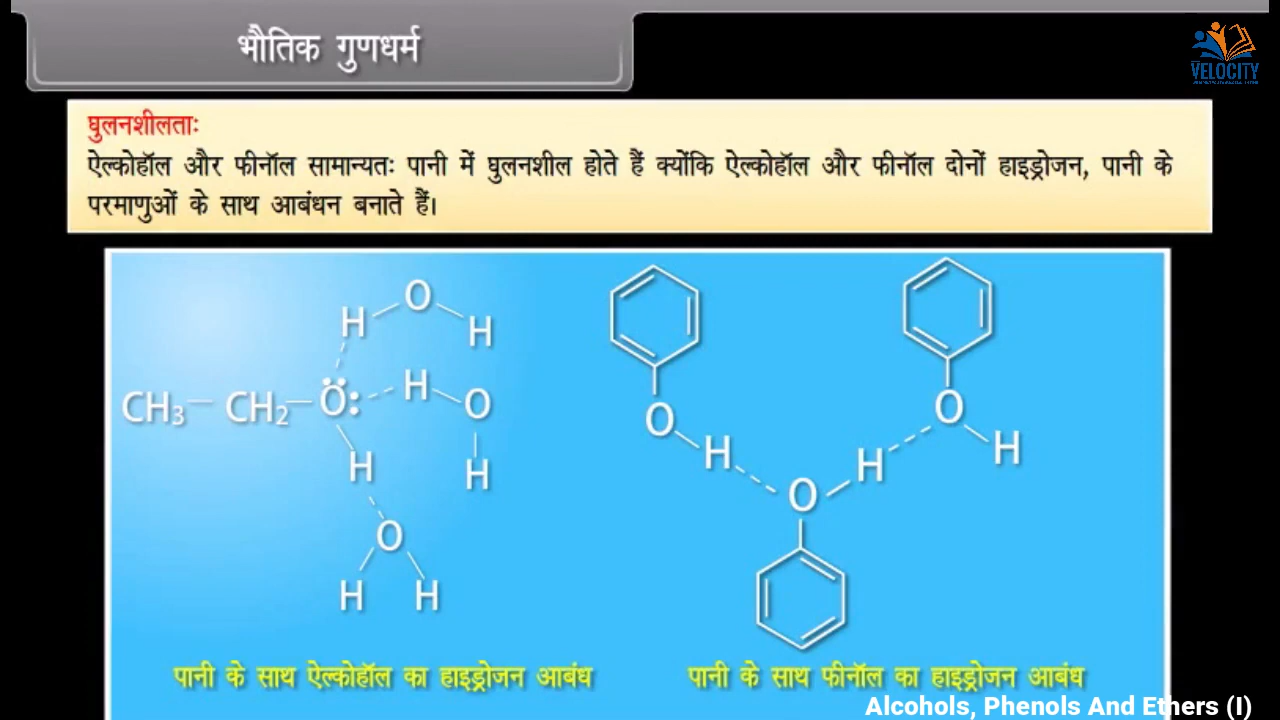 भौतिक गुणधर्म
VELOCITY
घुलनशीलताः
ऐल्कोहॉल और फीनॉल सामान्यतः पानी में घुलनशील होते हैं क्योंकि ऐल्कोहॉल और फीनॉल दोनों हाइड्रोजन, पानी के
परमाणुओं के साथ आबंधन बनाते हैं।
H O H
CH3 CH2 O H O H
H
O
H H
O H
O H
O H
पानी के साथ ऐल्कोहॉल का हाइड्रोजन आबंध
पानी के साथ फीनॉल का हाइड्रोजन आबंध
Alcohols, Phenols And Ethers (I)